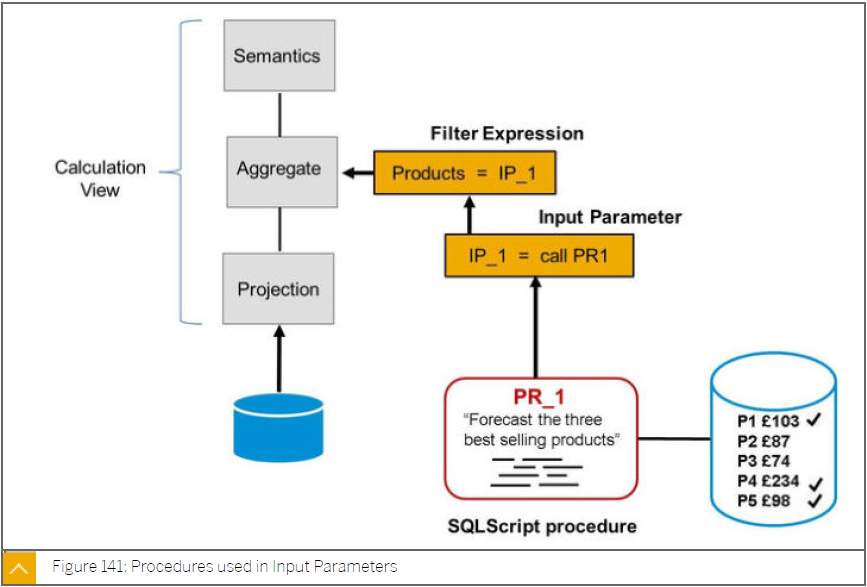 Semantics
Filter Expression
Calculation
View
Aggregate
Products = IP_1
Input Parameter
IP_1 = call PR1
Projection
PR_1
“Forecast the three
best selling products”
P1 £103 ✓
P2 £87
P3 £74
P4 £234 ✓
P5 £98 ✓
SQLScript procedure
Figure 141: Procedures used in Input Parameters